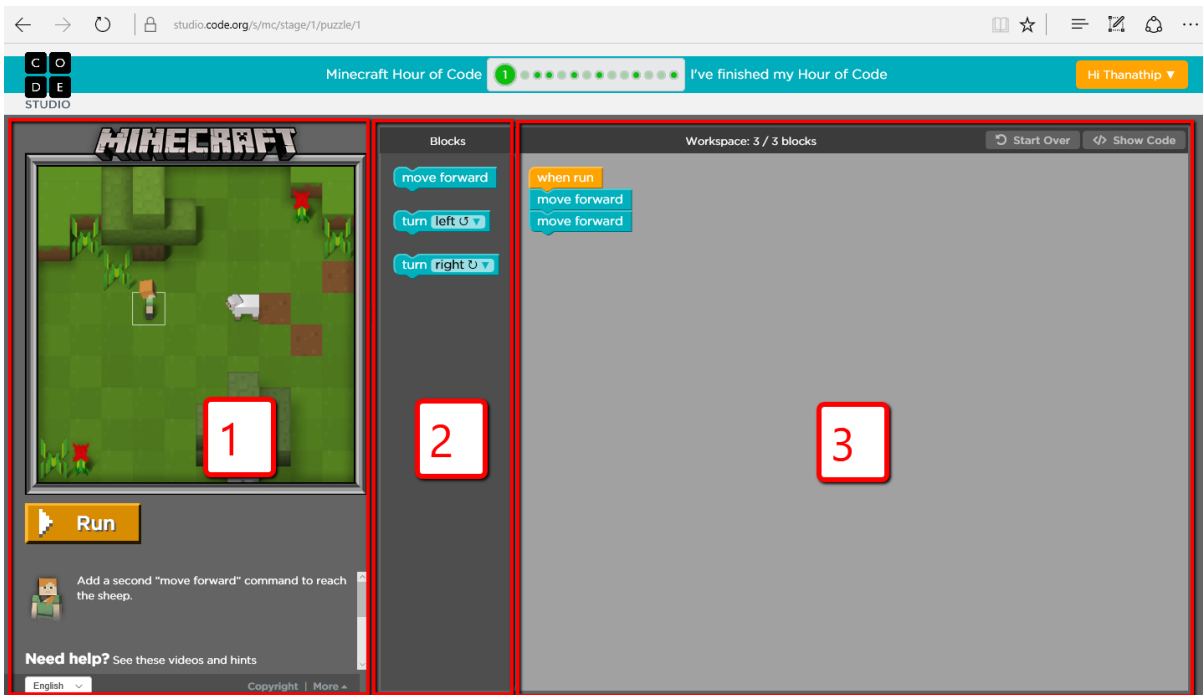 studio.code.org/s/mc/stage/1/puzzle/1
CODE
STUDIO
Minecraft Hour of Code 1 I've finished my Hour of Code
Hi Thanathip ▼
MINECRAFT
Blocks
Workspace: 3 / 3 blocks
Start Over
</> Show Code
move forward
turn left ↺ ▼
turn right ↻ ▼
when run
move forward
move forward
1
2
3
Run
Add a second "move forward" command to reach
the sheep.
Need help? See these videos and hints
English
Copyright | More ▴